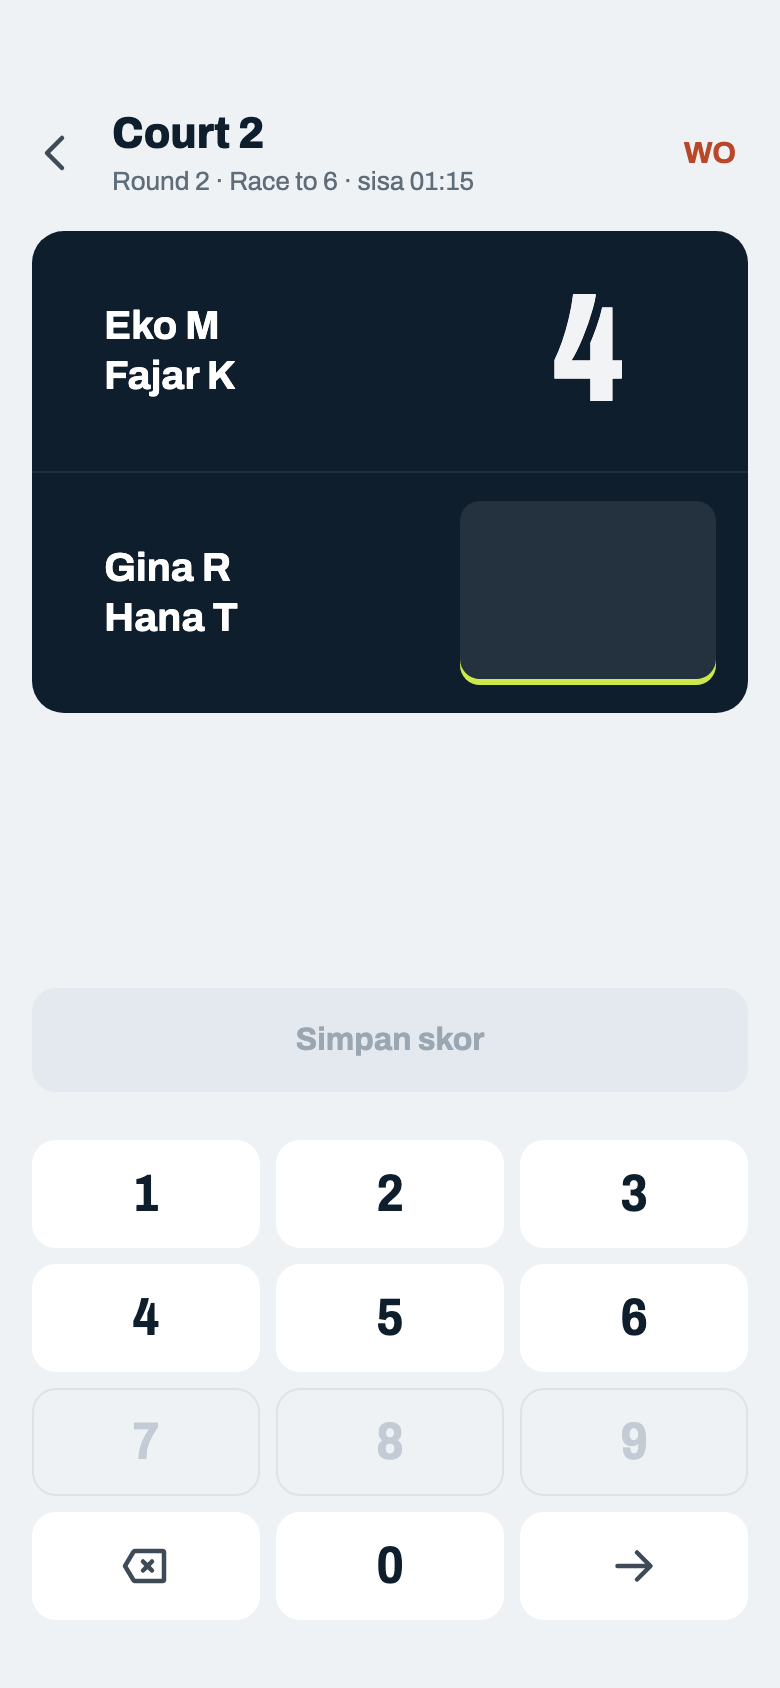 Court 2
Round 2 · Race to 6 · sisa 01:15
WO
Eko M
Fajar K
4
Gina R
Hana T
Simpan skor
1 2 3
4 5 6
7 8 9
0